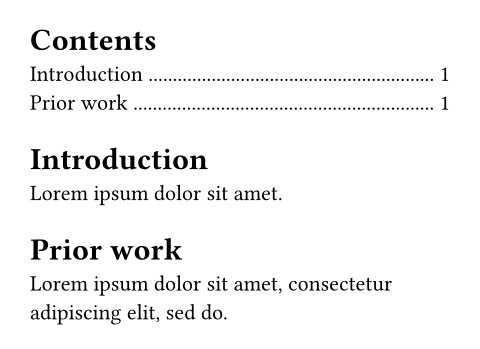 Contents
Introduction ........................................................... 1
Prior work .............................................................. 1
Introduction
Lorem ipsum dolor sit amet.
Prior work
Lorem ipsum dolor sit amet, consectetur
adipiscing elit, sed do.